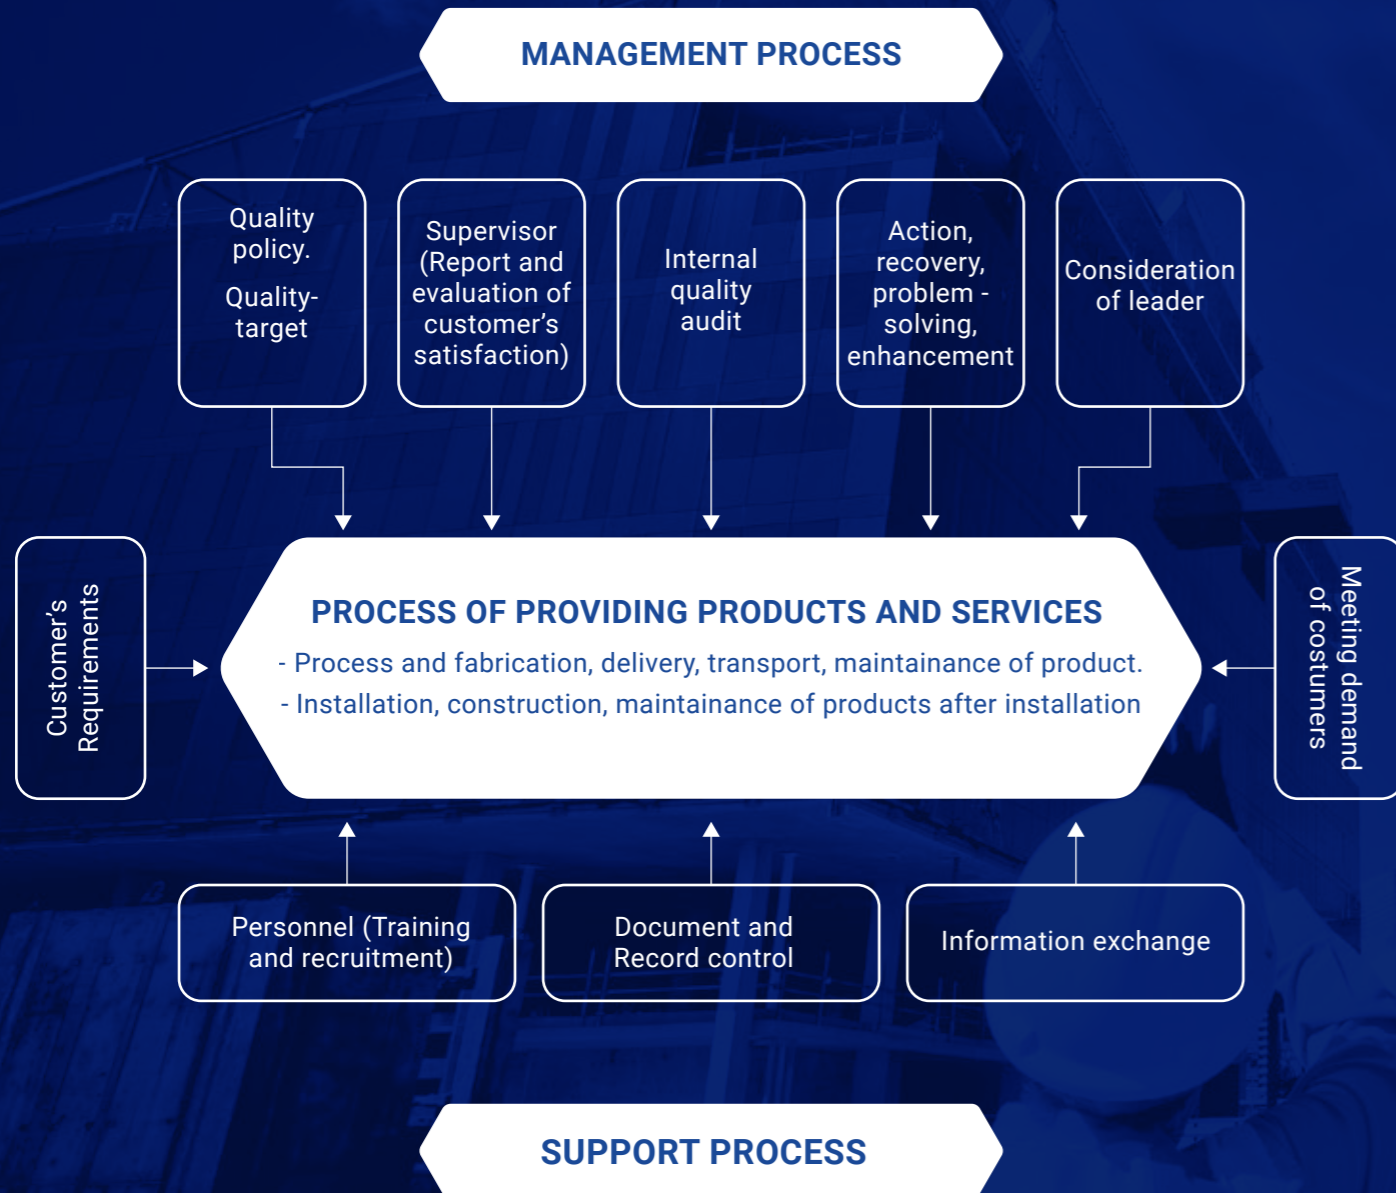 MANAGEMENT PROCESS
Quality
policy.
Quality-
target
Supervisor
(Report and
evaluation of
customer’s
satisfaction)
Internal
quality
audit
Action,
recovery,
problem -
solving,
enhancement
Consideration
of leader
Customer’s
Requirements
PROCESS OF PROVIDING PRODUCTS AND SERVICES
- Process and fabrication, delivery, transport, maintainance of product.
- Installation, construction, maintainance of products after installation
Meeting demand
of costumers
Personnel (Training
and recruitment)
Document and
Record control
Information exchange
SUPPORT PROCESS